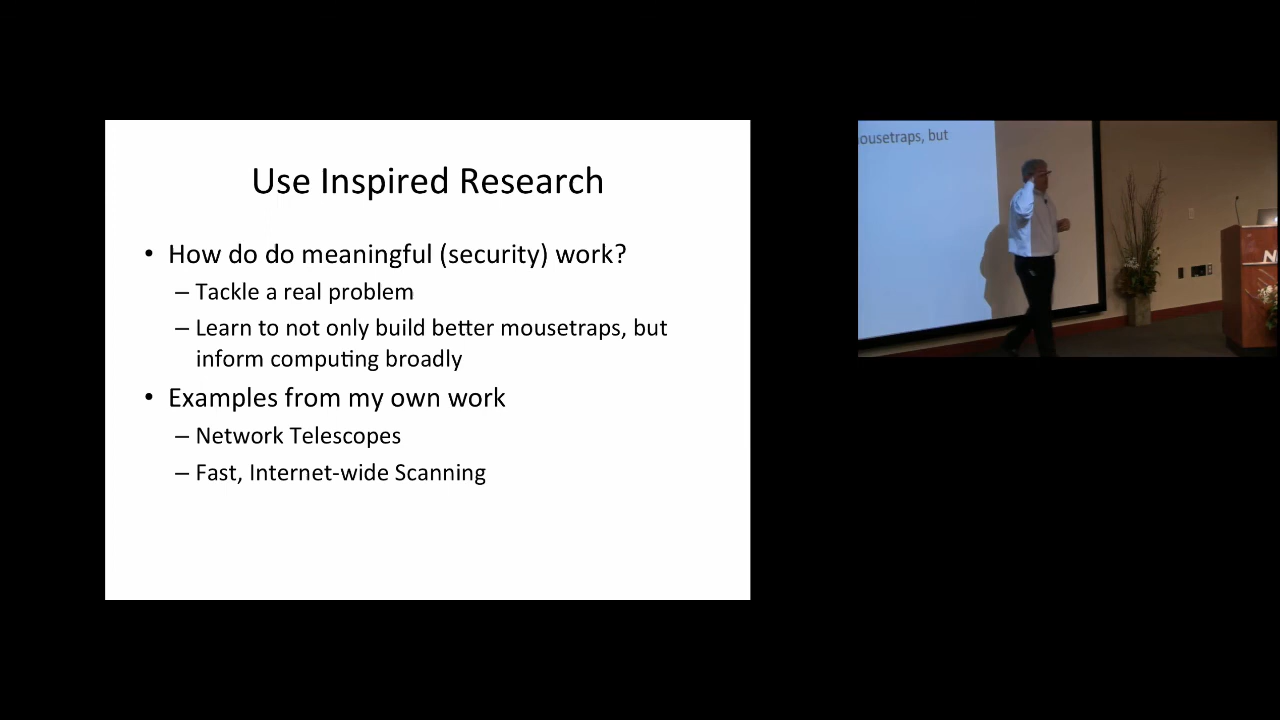 Use Inspired Research
• How do do meaningful (security) work?
– Tackle a real problem
– Learn to not only build better mousetraps, but
inform computing broadly
• Examples from my own work
– Network Telescopes
– Fast, Internet-wide Scanning
mousetraps, but